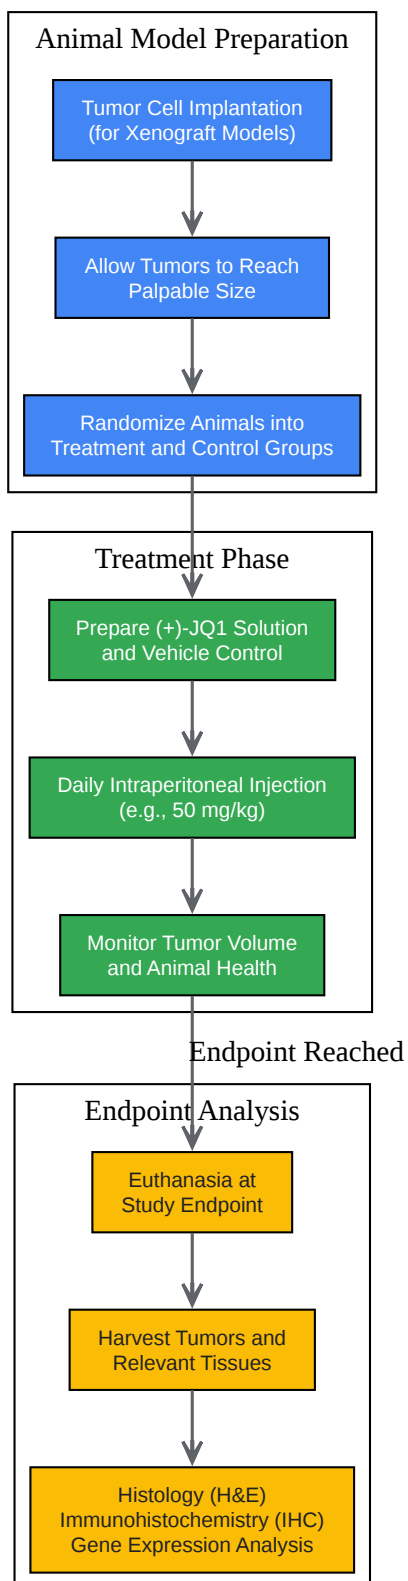 Animal Model Preparation
Tumor Cell Implantation
(for Xenograft Models)
Allow Tumors to Reach
Palpable Size
Randomize Animals into
Treatment and Control Groups
Treatment Phase
Prepare (+)-JQ1 Solution
and Vehicle Control
Daily Intraperitoneal Injection
(e.g., 50 mg/kg)
Monitor Tumor Volume
and Animal Health
Endpoint Reached
Endpoint Analysis
Euthanasia at
Study Endpoint
Harvest Tumors and
Relevant Tissues
Histology (H&E)
Immunohistochemistry (IHC)
Gene Expression Analysis